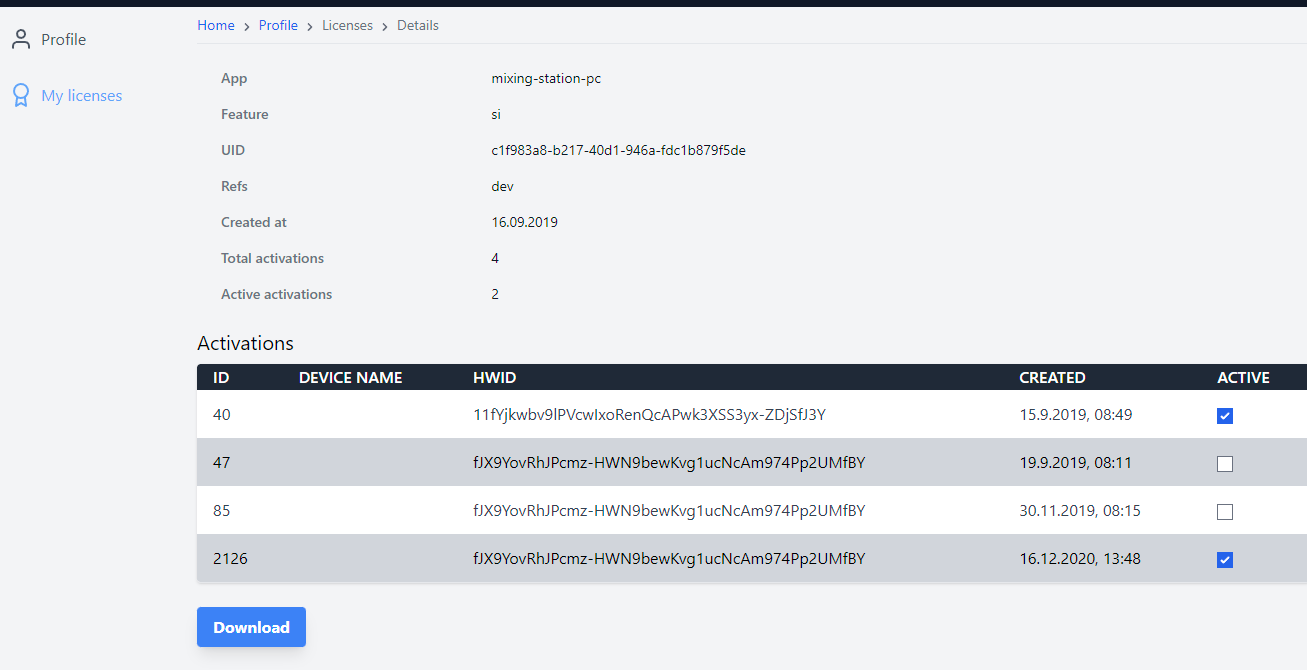 Home > Profile > Licenses > Details
Profile
My licenses
App mixing-station-pc
Feature si
UID c1f983a8-b217-40d1-946a-fdc1b879f5de
Refs dev
Created at 16.09.2019
Total activations 4
Active activations 2
Activations
ID DEVICE NAME HWID CREATED ACTIVE
40 11fYjkwbv9lPVcwIxoRenQcAPwk3XSS3yx-ZDjSfJ3Y 15.9.2019, 08:49
47 fJX9YovRhJPcmz-HWN9bewKvg1ucNcAm974Pp2UMfBY 19.9.2019, 08:11
85 fJX9YovRhJPcmz-HWN9bewKvg1ucNcAm974Pp2UMfBY 30.11.2019, 08:15
2126 fJX9YovRhJPcmz-HWN9bewKvg1ucNcAm974Pp2UMfBY 16.12.2020, 13:48
Download